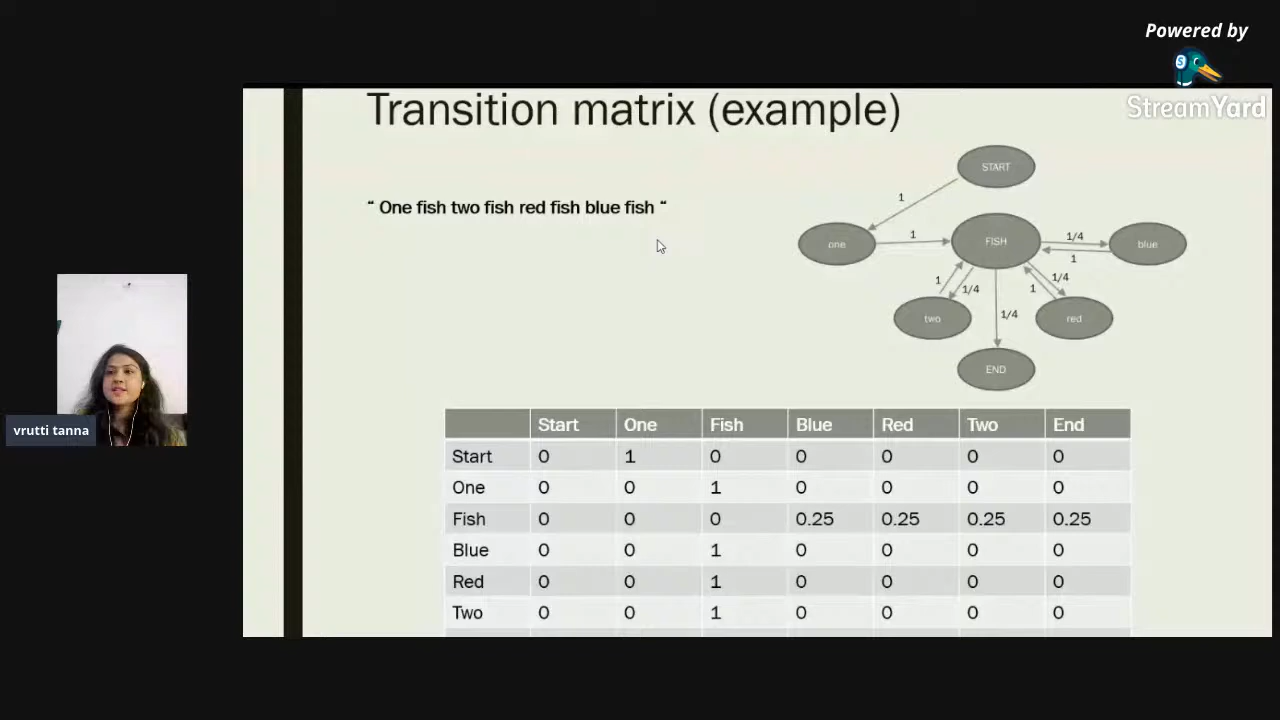 Powered by
StreamYard
Transition matrix (example)
“ One fish two fish red fish blue fish “
START
1
one
1
FISH
1/4
1
blue
1
1/4
1
1/4
two
1/4
red
END
Start One Fish Blue Red Two End
Start 0 1 0 0 0 0 0
One 0 0 1 0 0 0 0
Fish 0 0 0 0.25 0.25 0.25 0.25
Blue 0 0 1 0 0 0 0
Red 0 0 1 0 0 0 0
Two 0 0 1 0 0 0 0
vrutti tanna